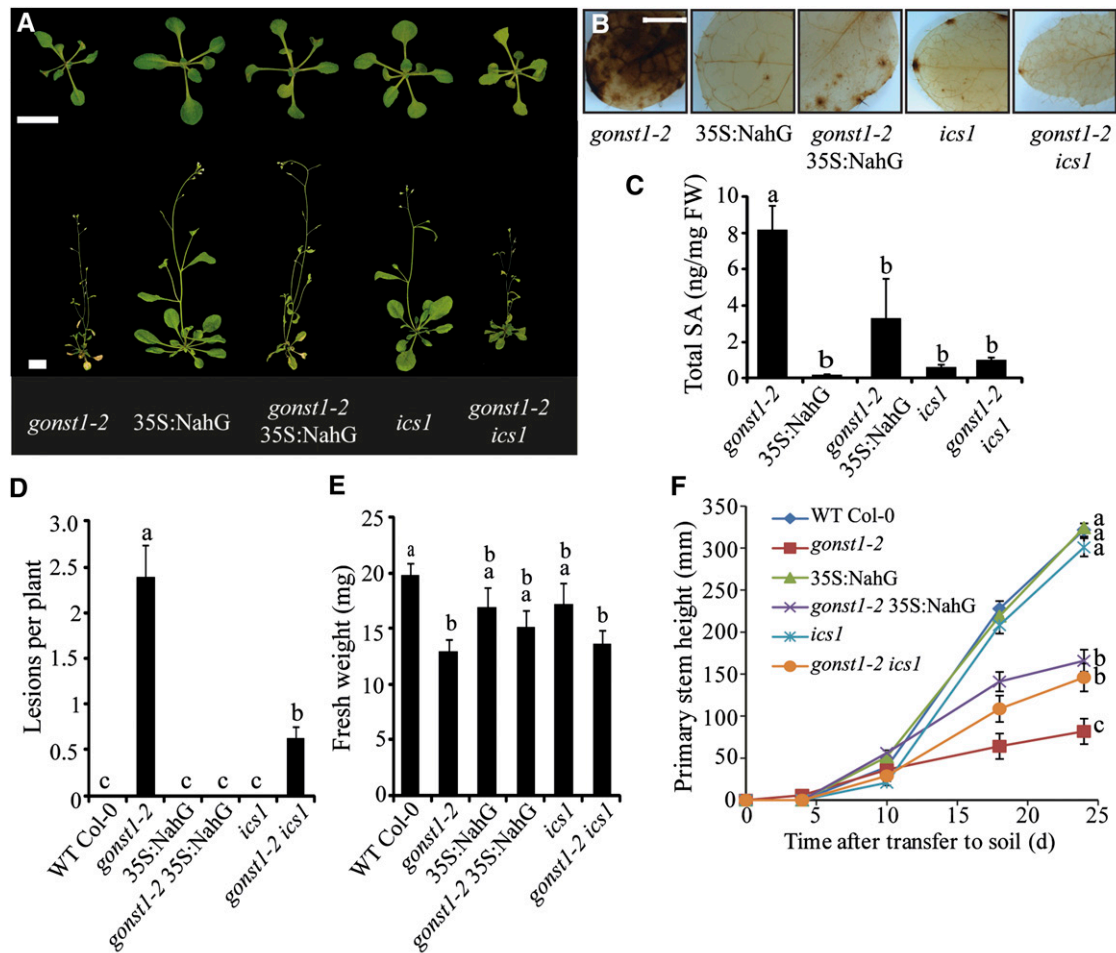 A
gonst1-2
35S:NahG
gonst1-2
35S:NahG
ics1
gonst1-2
ics1
B
gonst1-2
35S:NahG
gonst1-2
35S:NahG
ics1
gonst1-2
ics1
C
Total SA (ng/mg FW)
10
8
6
4
2
0
a
b
b
b
b
gonst1-2
35S:NahG
gonst1-2
35S:NahG
ics1
gonst1-2
ics1
D
Lesions per plant
3.0
2.5
2.0
1.5
1
0.5
0
c
a
c
c
c
b
WT Col-0
gonst1-2
35S:NahG
gonst1-2 35S:NahG
ics1
gonst1-2 ics1
E
Fresh weight (mg)
25
20
15
10
5
0
a
b
b
a
b
a
b
a
b
WT Col-0
gonst1-2
35S:NahG
gonst1-2 35S:NahG
ics1
gonst1-2 ics1
F
Primary stem height (mm)
350
300
250
200
150
100
50
0
WT Col-0
gonst1-2
35S:NahG
gonst1-2 35S:NahG
ics1
gonst1-2 ics1
a
a
a
b
b
c
0
5
10
15
20
25
Time after transfer to soil (d)